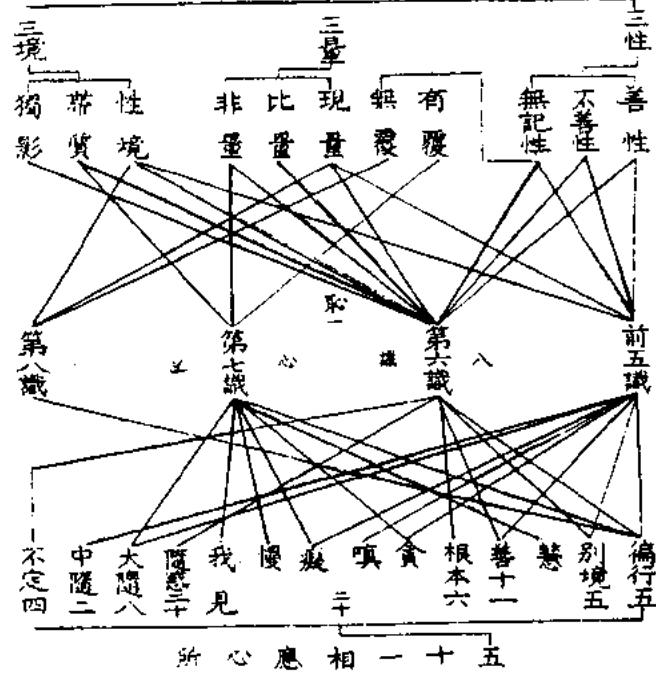 三性
三量
三境
善性
不善性
無記性
有覆
無覆
現量
比量
非量
性境
帶質
獨影
恥一
前五識
第六識
第七識
第八識
八識心
徧行五
別境五
慧
善十一
根本六
貪
嗔
癡
慢
我見
隨惑二十
大隨八
中隨二
不定四
二十
五十一相應心所